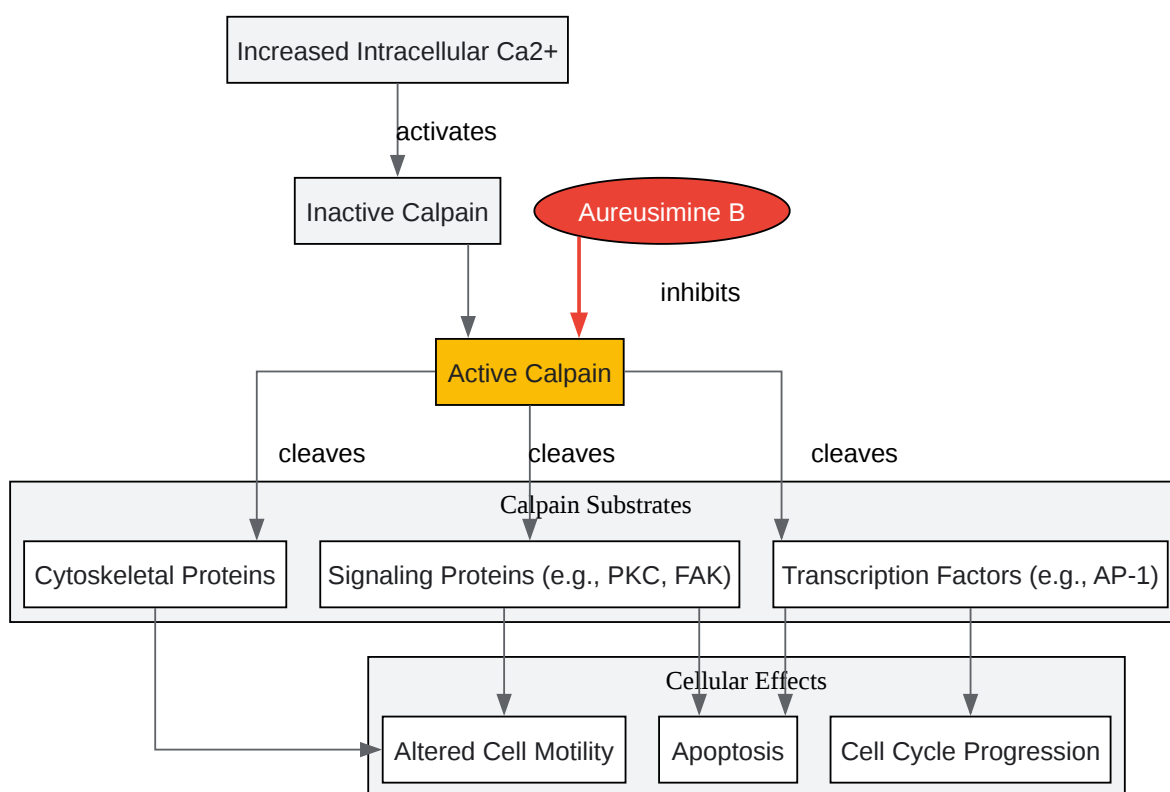 Increased Intracellular Ca2+
activates
Inactive Calpain
Aureusimine B
inhibits
Active Calpain
cleaves
cleaves
cleaves
Calpain Substrates
Cytoskeletal Proteins
Signaling Proteins (e.g., PKC, FAK)
Transcription Factors (e.g., AP-1)
Cellular Effects
Altered Cell Motility
Apoptosis
Cell Cycle Progression